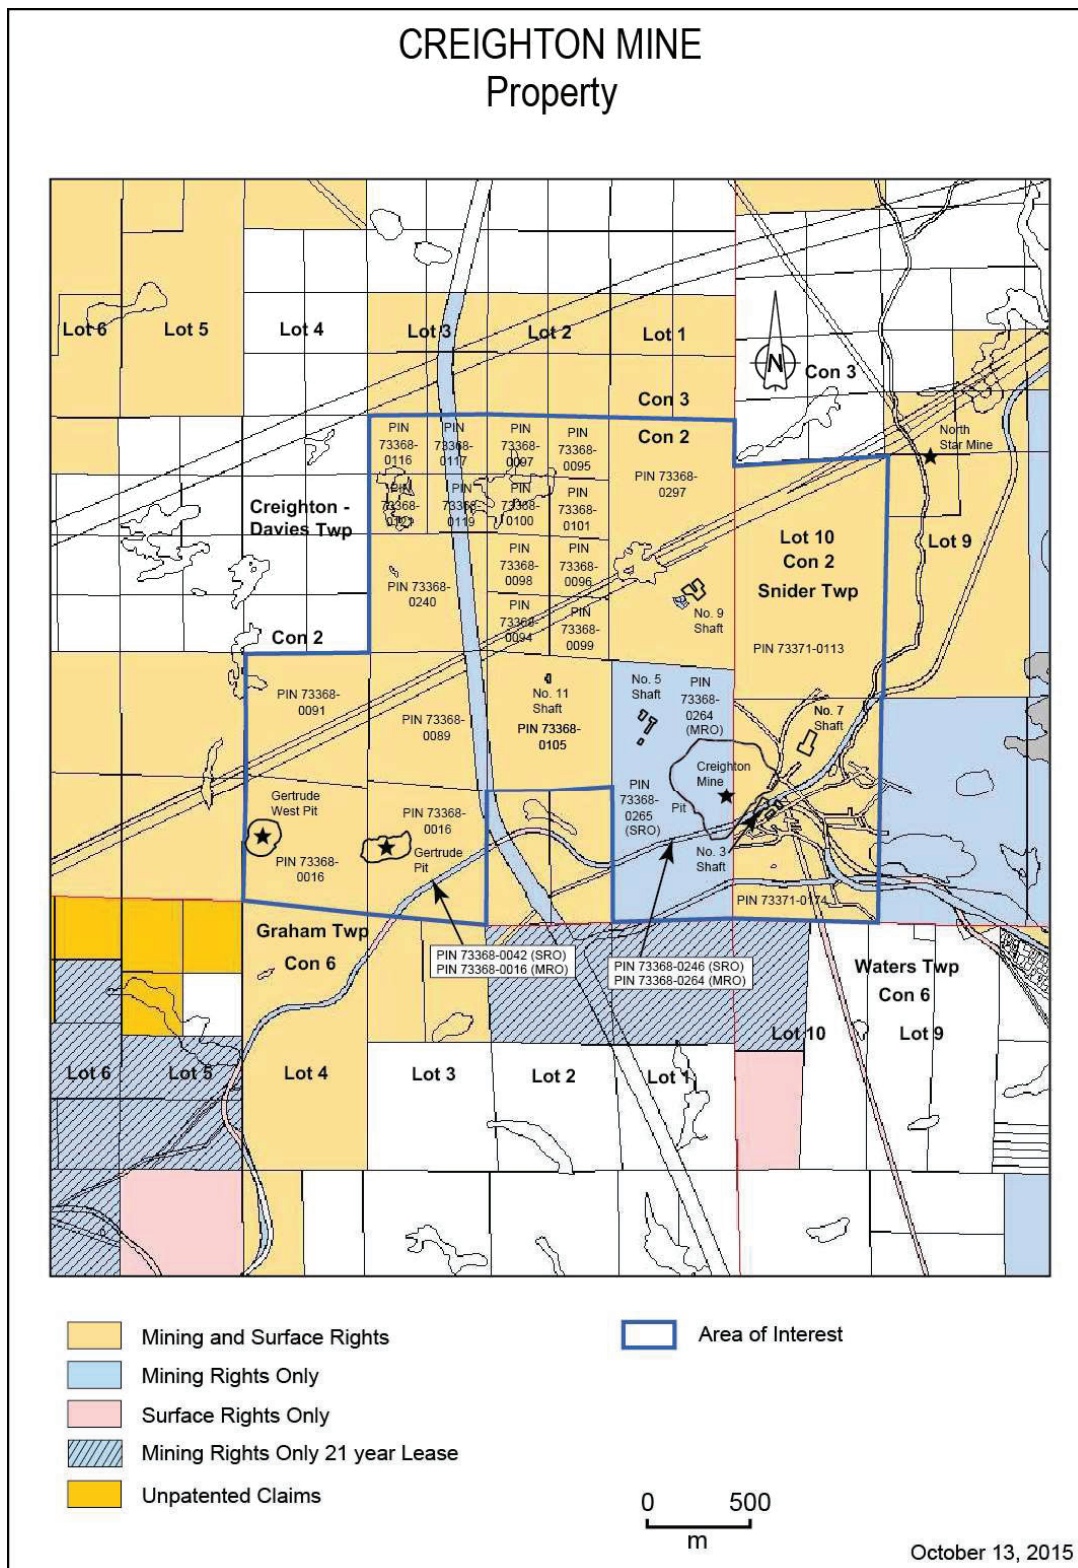 CREIGHTON MINE
Property
Lot 6
Lot 5
Lot 4
Lot 3
Lot 2
Lot 1
N
Con 3
Con 3
Con 2
North
Star Mine
PIN
73368-
0116
PIN
73368-
0117
PIN
73368-
0097
PIN
73368-
0095
PIN 73368-
0297
PIN
73368-
0121
PIN
73368-
0119
PIN
73368-
0100
PIN
73368-
0101
Creighton -
Davies Twp
Lot 10
Con 2
Snider Twp
Lot 9
PIN
73368-
0098
PIN
73368-
0096
PIN 73368-
0240
PIN
73368-
0094
PIN
73368-
0099
No. 9
Shaft
Con 2
PIN 73371-0113
PIN 73368-
0091
PIN 73368-
0089
No. 11
Shaft
PIN 73368-
0105
No. 5
Shaft
PIN
73368-
0264
(MRO)
No. 7
Shaft
Creighton
Mine
PIN
73368-
0265
(SRO)
Pit
Gertrude
West Pit
PIN 73368-
0016
PIN 73368-
0016
Gertrude
Pit
No. 3
Shaft
PIN 73371-0174
Graham Twp
Con 6
PIN 73368-0042 (SRO)
PIN 73368-0016 (MRO)
PIN 73368-0246 (SRO)
PIN 73368-0264 (MRO)
Waters Twp
Con 6
Lot 10
Lot 9
Lot 6
Lot 5
Lot 4
Lot 3
Lot 2
Lot 1
Mining and Surface Rights
Mining Rights Only
Surface Rights Only
Mining Rights Only 21 year Lease
Unpatented Claims
Area of Interest
0 500
m
October 13, 2015